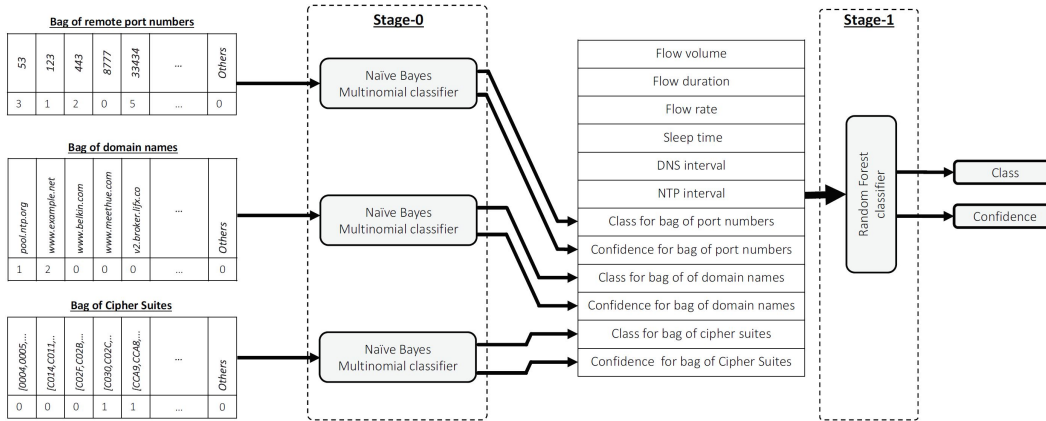 Bag of remote port numbers
53 123 443 8777 33434 ... Others
3 1 2 0 5 ... 0
Bag of domain names
pool.ntp.org www.example.net www.belkin.com www.meethue.com v2.broker.lifx.co ... Others
1 2 0 0 0 ... 0
Bag of Cipher Suites
[0004,0005,... [C014,C011,.. [C02F,C02B,... [C030,C02C,.. [CCA9,CCA8,... ... Others
0 0 0 1 1 ... 0
Stage-0
Naïve Bayes
Multinomial classifier
Naïve Bayes
Multinomial classifier
Naïve Bayes
Multinomial classifier
Flow volume
Flow duration
Flow rate
Sleep time
DNS interval
NTP interval
Class for bag of port numbers
Confidence for bag of port numbers
Class for bag of of domain names
Confidence for bag of domain names
Class for bag of cipher suites
Confidence for bag of Cipher Suites
Stage-1
Random Forest
classifier
Class
Confidence